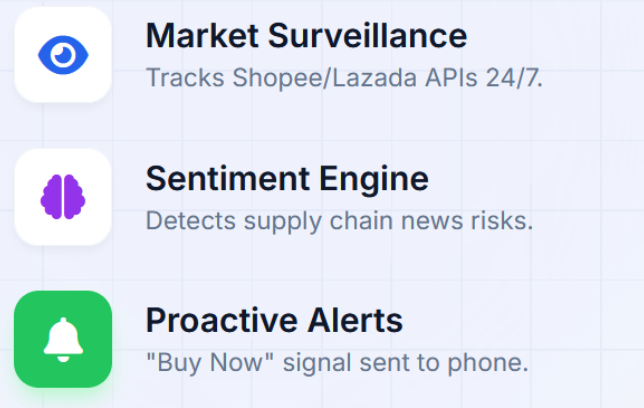 Market Surveillance
Tracks Shopee/Lazada APIs 24/7.
Sentiment Engine
Detects supply chain news risks.
Proactive Alerts
"Buy Now" signal sent to phone.